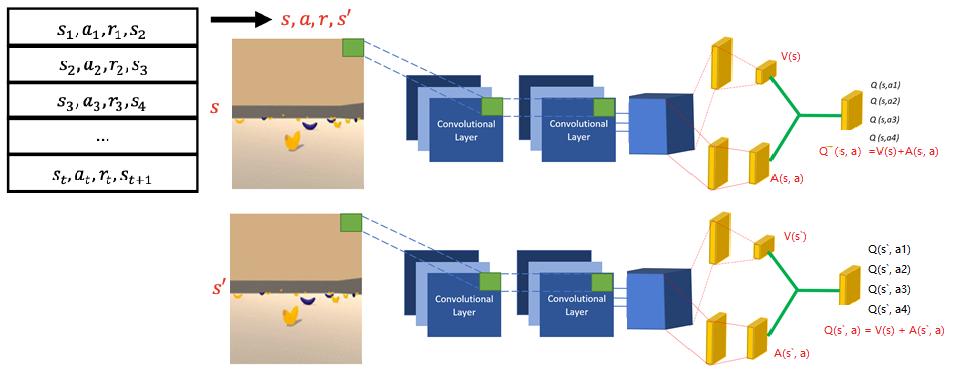 s₁, a₁, r₁, s₂
s₂, a₂, r₂, s₃
s₃, a₃, r₃, s₄
...
sₜ, aₜ, rₜ, sₜ₊₁
s, a, r, s′
s
Convolutional
Layer
Convolutional
Layer
V(s)
A(s, a)
Q (s,a1)
Q (s,a2)
Q (s,a3)
Q (s,a4)
Q⁻ (s, a) =V(s)+A(s, a)
s′
Convolutional
Layer
Convolutional
Layer
V(s`)
A(s`, a)
Q(s`, a1)
Q(s`, a2)
Q(s`, a3)
Q(s`, a4)
Q(s`, a) = V(s) + A(s`, a)